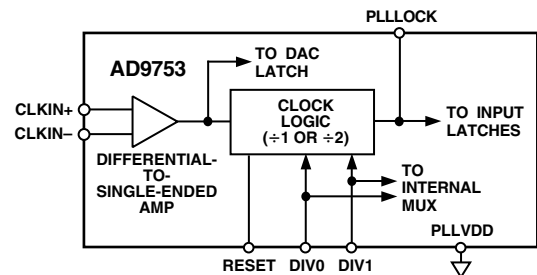 PLLLOCK
AD9753
TO DAC
LATCH
CLKIN+
CLKIN–
CLOCK
LOGIC
(÷1 OR ÷2)
TO INPUT
LATCHES
DIFFERENTIAL-
TO-
SINGLE-ENDED
AMP
TO
INTERNAL
MUX
PLLVDD
RESET
DIV0
DIV1